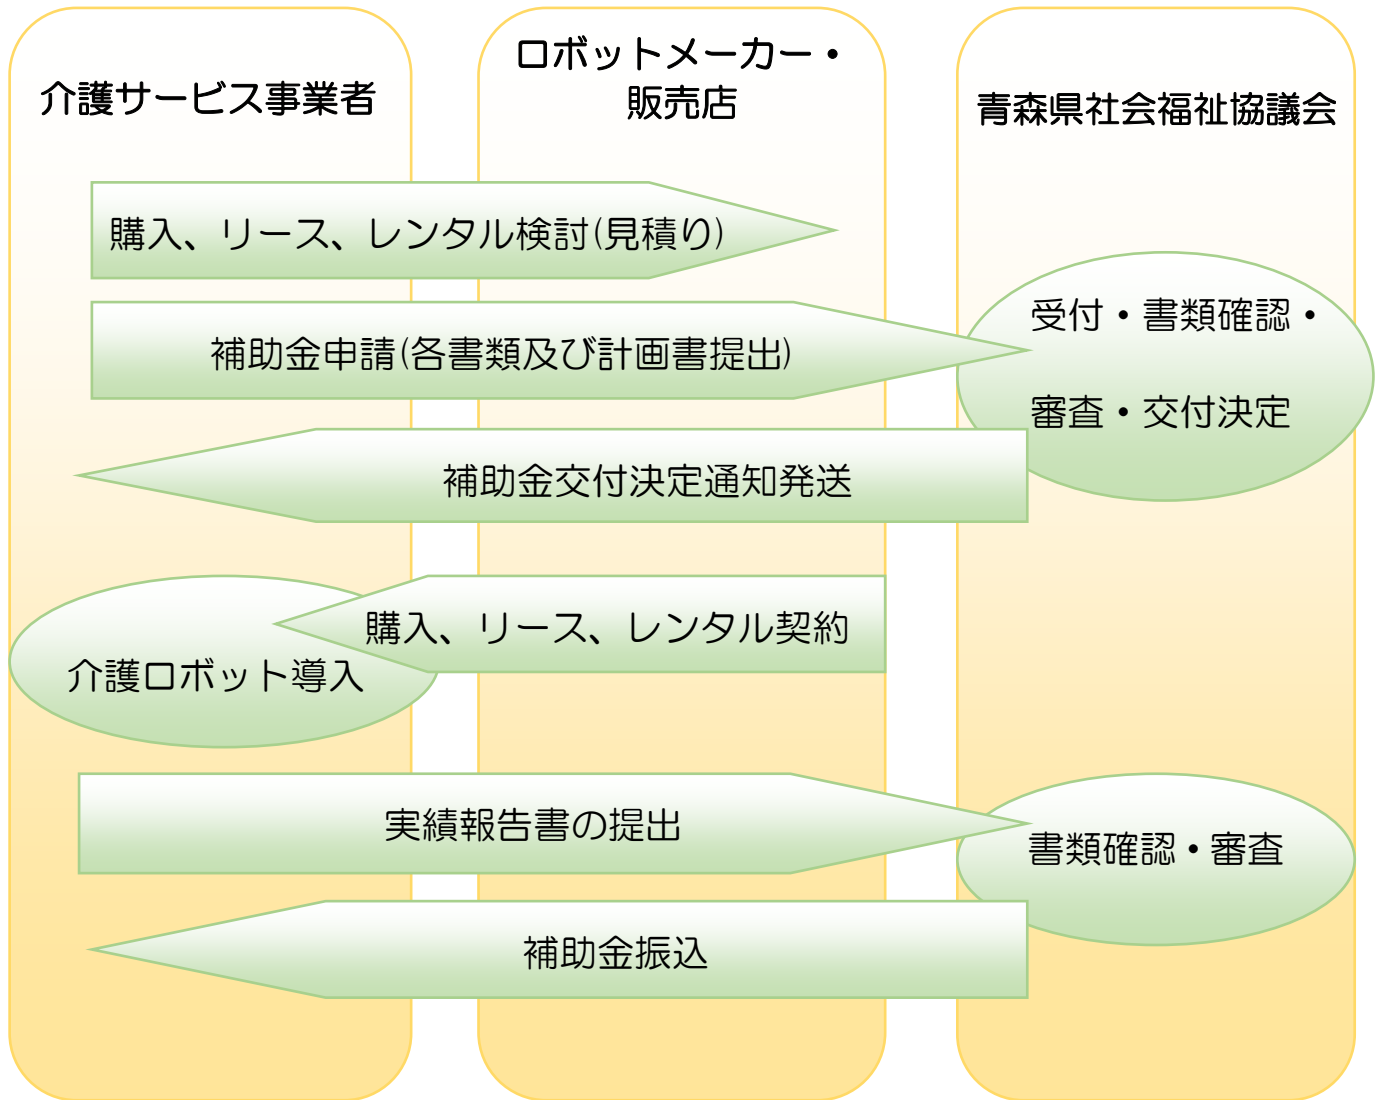 介護サービス事業者
ロボットメーカー・
販売店
青森県社会福祉協議会
購入、リース、レンタル検討(見積り)
補助金申請(各書類及び計画書提出)
受付・書類確認・
審査・交付決定
補助金交付決定通知発送
購入、リース、レンタル契約
介護ロボット導入
実績報告書の提出
書類確認・審査
補助金振込